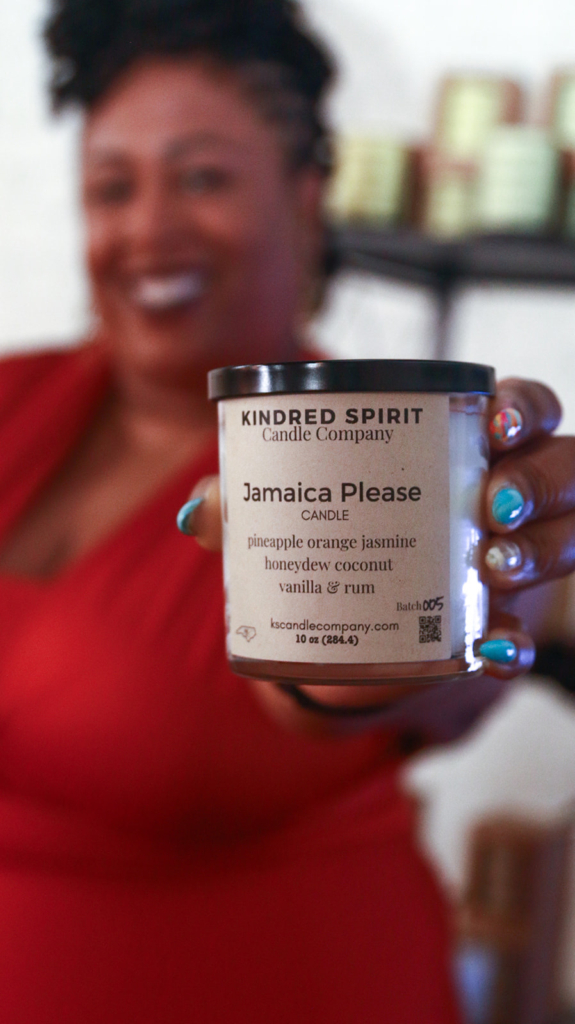 KINDRED SPIRIT
Candle Company
Jamaica Please
CANDLE
pineapple orange jasmine
honeydew coconut
vanilla & rum
Batch 005
kscandlecompany.com
10 oz (284.4)